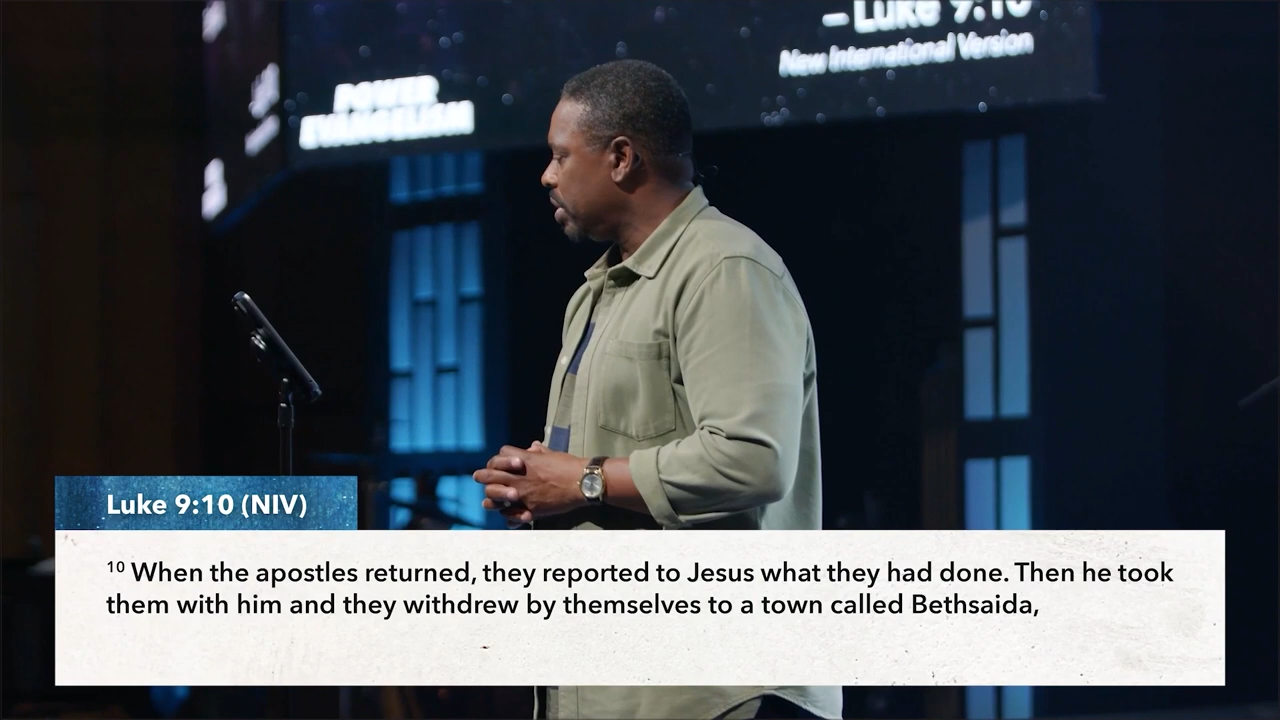 – Luke 9:10
New International Version
POWER
EVANGELISM
Luke 9:10 (NIV)
10 When the apostles returned, they reported to Jesus what they had done. Then he took
them with him and they withdrew by themselves to a town called Bethsaida,